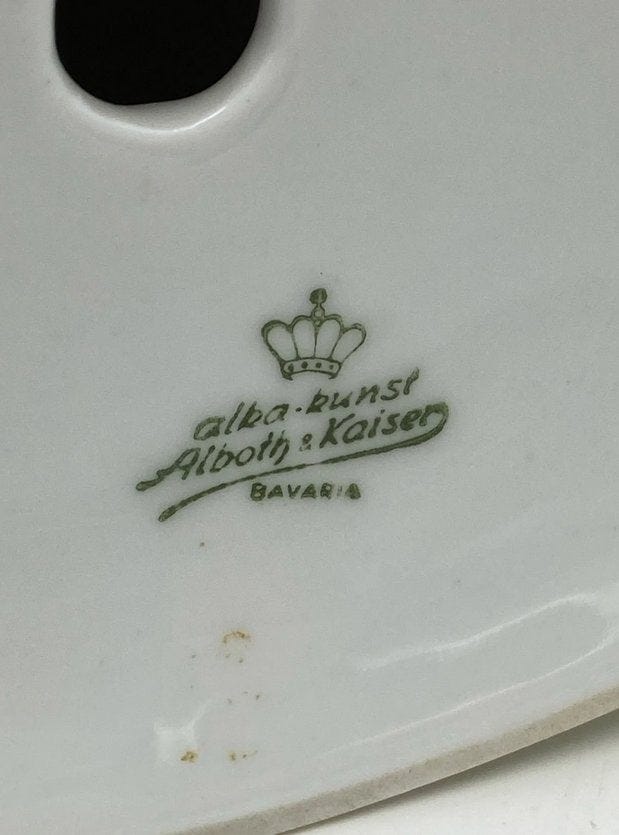 alka-kunst
Alboth & Kaiser
BAVARIA